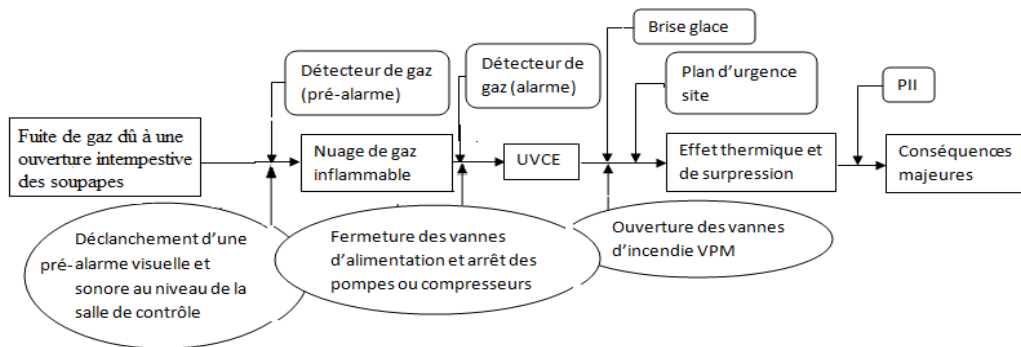 Brise glace
Détecteur de gaz
(pré-alarme)
Détecteur de
gaz (alarme)
Plan d'urgence
site
PII
Fuite de gaz dû à une
ouverture intempestive
des soupapes
Nuage de gaz
inflammable
UVCE
Effet thermique et
de surpression
Conséquences
majeures
Déclanchement d'une
pré-alarme visuelle et
sonore au niveau de la
salle de contrôle
Fermeture des vannes
d'alimentation et arrêt des
pompes ou compresseurs
Ouverture des vannes
d'incendie VPM